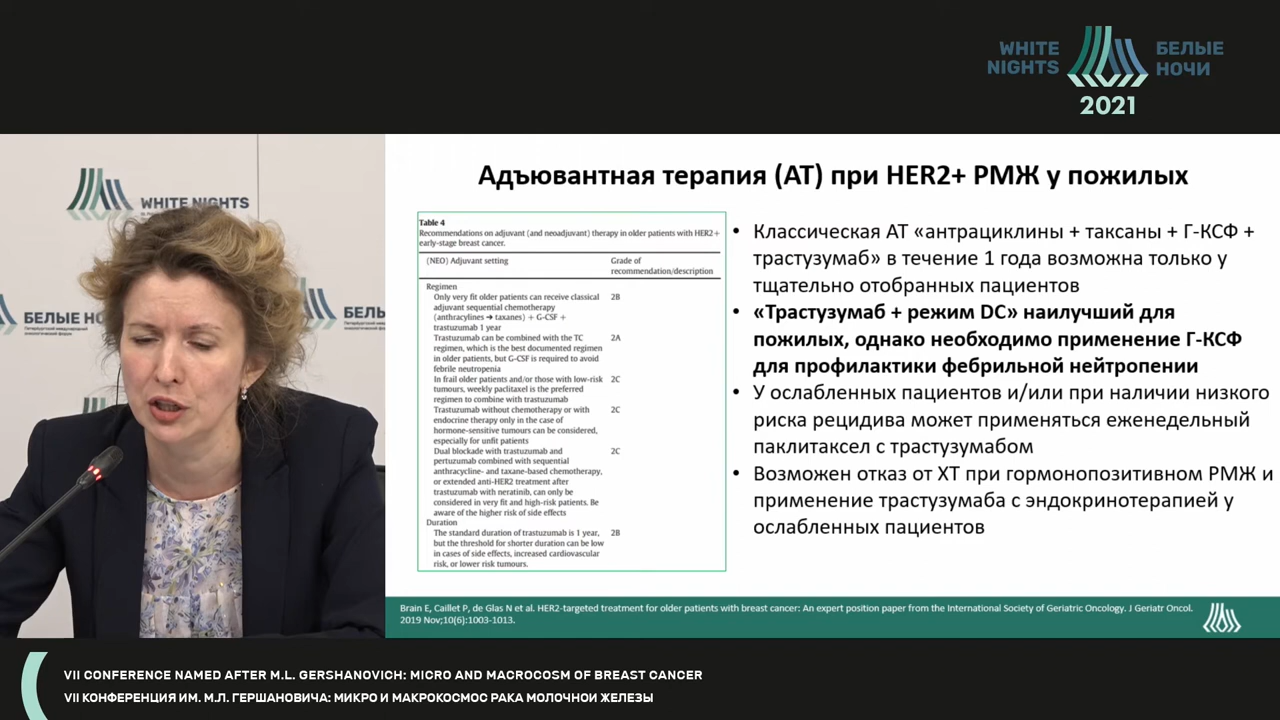 WHITE
NIGHTS
БЕЛЫЕ
НОЧИ
2021
WHITE NIGHTS
БЕЛЫЕ НОЧИ
Петербургский международный
онкологический форум
БЕЛЫ
Адъювантная терапия (АТ) при HER2+ РМЖ у пожилых
Table 4
Recommendations on adjuvant (and neoadjuvant) therapy in older patients with HER2+
early-stage breast cancer.
(NEO) Adjuvant setting
Grade of
recommendation/description
Regimen
Only very fit older patients can receive classical 2B
adjuvant sequential chemotherapy
(anthracyclines → taxanes) + G-CSF +
trastuzumab 1 year
Trastuzumab can be combined with the TC 2A
regimen, which is the best documented regimen
in older patients, but G-CSF is required to avoid
febrile neutropenia
In frail older patients and/or those with low-risk 2C
tumours, weekly paclitaxel is the preferred
regimen to combine with trastuzumab
Trastuzumab without chemotherapy or with 2C
endocrine therapy only in the case of
hormone-sensitive tumours can be considered,
especially for unfit patients
Dual blockade with trastuzumab and 2C
pertuzumab combined with sequential
anthracycline- and taxane-based chemotherapy,
or extended anti-HER2 treatment after
trastuzumab with neratinib, can only be
considered in very fit and high-risk patients. Be
aware of the higher risk of side effects
Duration
The standard duration of trastuzumab is 1 year, 2B
but the threshold for shorter duration can be low
in cases of side effects, increased cardiovascular
risk, or lower risk tumours.
• Классическая АТ «антрациклины + таксаны + Г-КСФ +
трастузумаб» в течение 1 года возможна только у
тщательно отобранных пациентов
• «Трастузумаб + режим DC» наилучший для
пожилых, однако необходимо применение Г-КСФ
для профилактики фебрильной нейтропении
• У ослабленных пациентов и/или при наличии низкого
риска рецидива может применяться еженедельный
паклитаксел с трастузумабом
• Возможен отказ от ХТ при гормонопозитивном РМЖ и
применение трастузумаба с эндокринотерапией у
ослабленных пациентов
Brain E, Caillet P, de Glas N et al. HER2-targeted treatment for older patients with breast cancer: An expert position paper from the International Society of Geriatric Oncology. J Geriatr Oncol.
2019 Nov;10(6):1003-1013.
VII CONFERENCE NAMED AFTER M.L. GERSHANOVICH: MICRO AND MACROCOSM OF BREAST CANCER
VII КОНФЕРЕНЦИЯ ИМ. М.Л. ГЕРШАНОВИЧА: МИКРО И МАКРОКОСМОС РАКА МОЛОЧНОЙ ЖЕЛЕЗЫ